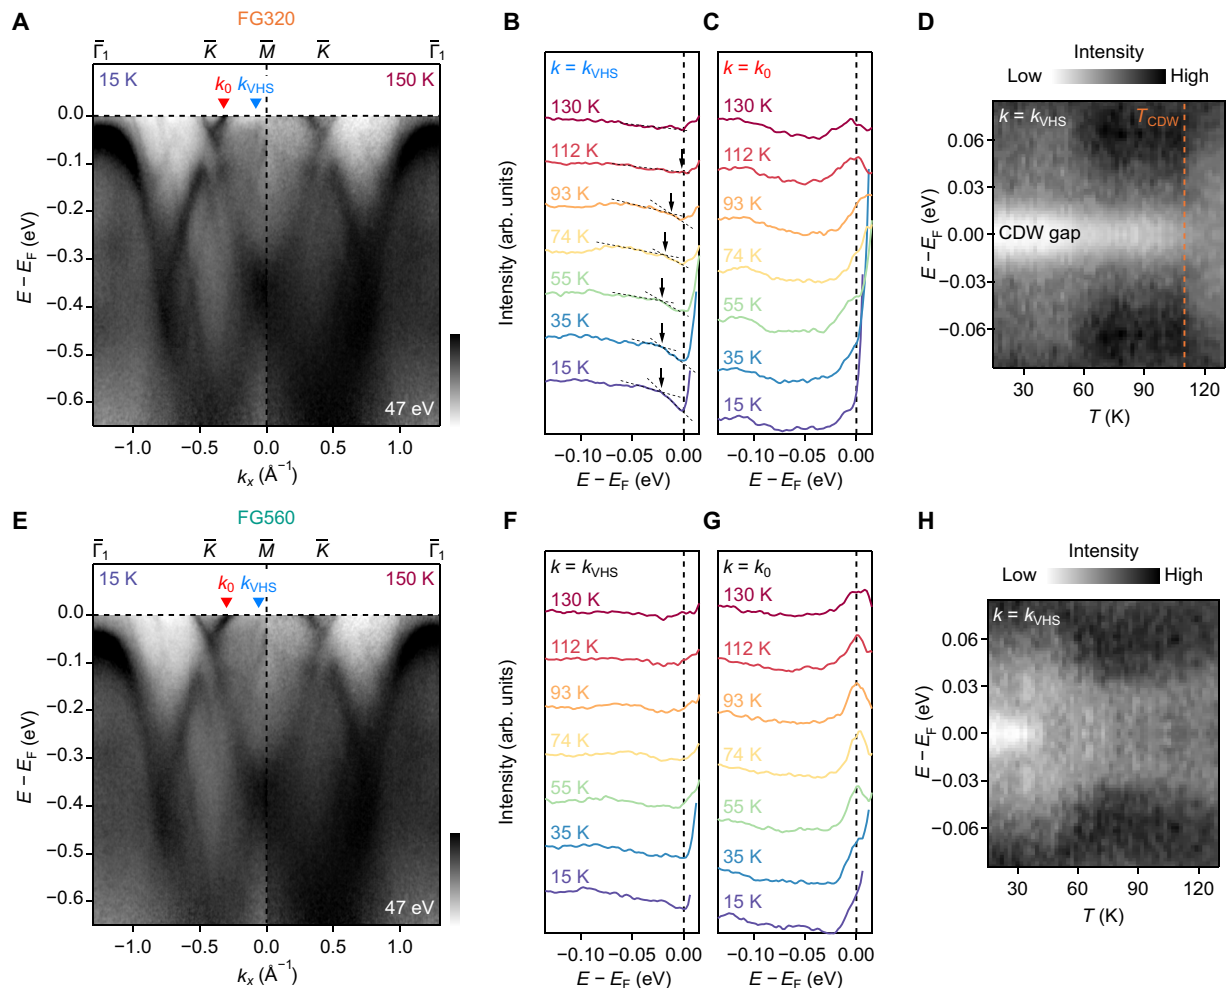 A
FG320
Γ̅₁ K̅ M̅ K̅ Γ̅₁
15 K
150 K
k₀ kVHS
0.0
−0.1
−0.2
−0.3
−0.4
−0.5
−0.6
E − EF (eV)
47 eV
−1.0 −0.5 0.0 0.5 1.0
kx (Å⁻¹)
B
k = kVHS
130 K
112 K
93 K
74 K
55 K
35 K
15 K
Intensity (arb. units)
−0.10 −0.05 0.00
E − EF (eV)
C
k = k₀
130 K
112 K
93 K
74 K
55 K
35 K
15 K
−0.10 −0.05 0.00
E − EF (eV)
D
Intensity
Low High
k = kVHS
TCDW
CDW gap
0.06
0.03
0.00
−0.03
−0.06
E − EF (eV)
30 60 90 120
T (K)
E
FG560
Γ̅₁ K̅ M̅ K̅ Γ̅₁
15 K
150 K
k₀ kVHS
0.0
−0.1
−0.2
−0.3
−0.4
−0.5
−0.6
E − EF (eV)
47 eV
−1.0 −0.5 0.0 0.5 1.0
kx (Å⁻¹)
F
k = kVHS
130 K
112 K
93 K
74 K
55 K
35 K
15 K
Intensity (arb. units)
−0.10 −0.05 0.00
E − EF (eV)
G
k = k₀
130 K
112 K
93 K
74 K
55 K
35 K
15 K
−0.10 −0.05 0.00
E − EF (eV)
H
Intensity
Low High
k = kVHS
0.06
0.03
0.00
−0.03
−0.06
E − EF (eV)
30 60 90 120
T (K)